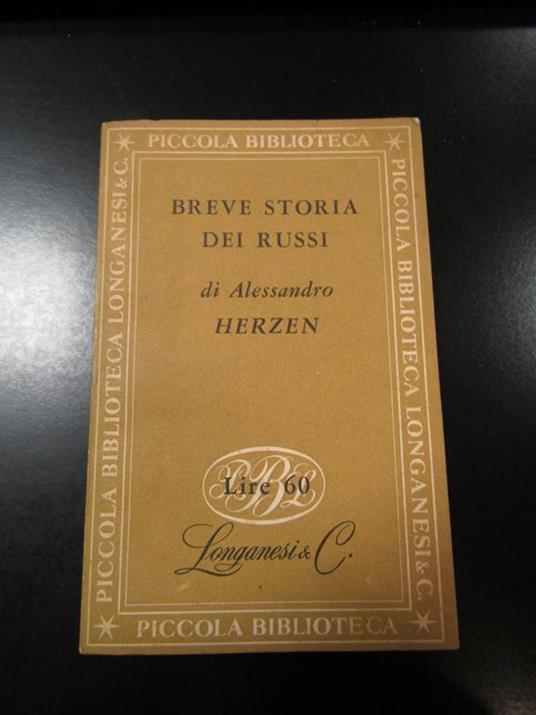 PICCOLA BIBLIOTECA
PICCOLA BIBLIOTECA LONGANESI & C.
PICCOLA BIBLIOTECA LONGANESI & C.
BREVE STORIA
DEI RUSSI
di Alessandro
HERZEN
PBL
Lire 60
Longanesi & C.
PICCOLA BIBLIOTECA